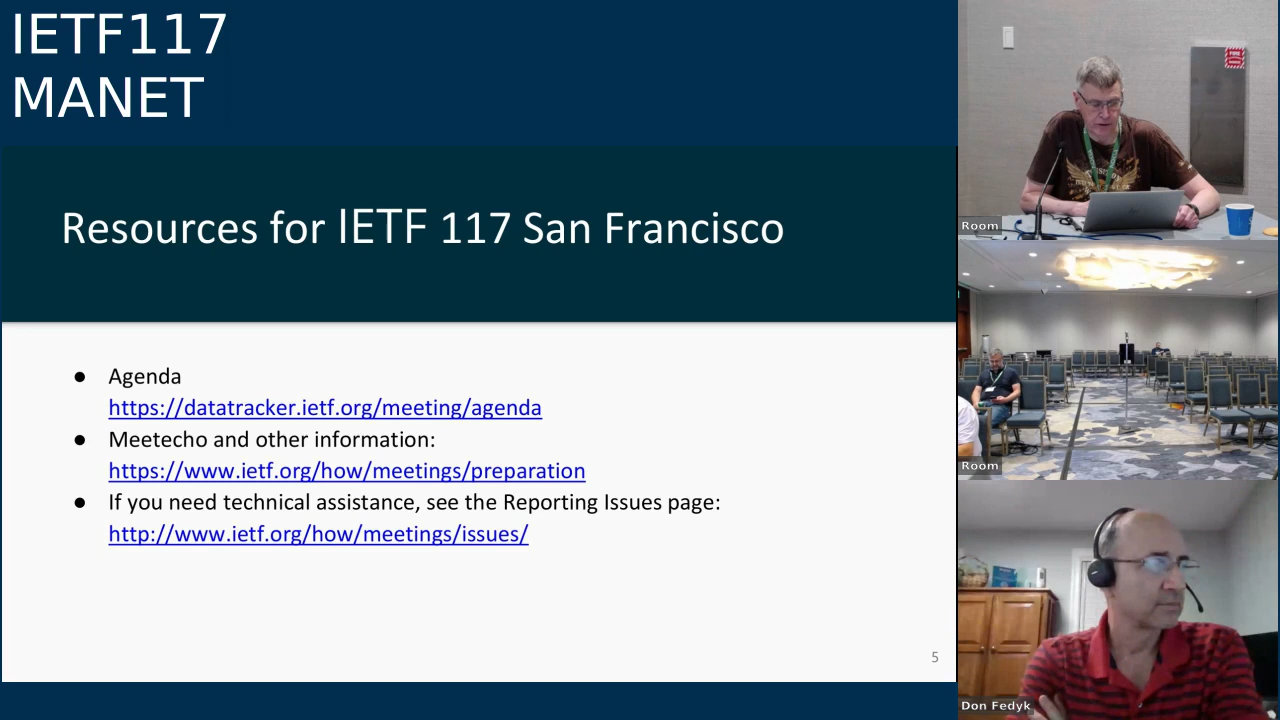 IETF117
MANET
Resources for IETF 117 San Francisco
● Agenda
https://datatracker.ietf.org/meeting/agenda
● Meetecho and other information:
https://www.ietf.org/how/meetings/preparation
● If you need technical assistance, see the Reporting Issues page:
http://www.ietf.org/how/meetings/issues/
5
Room
Room
Don Fedyk